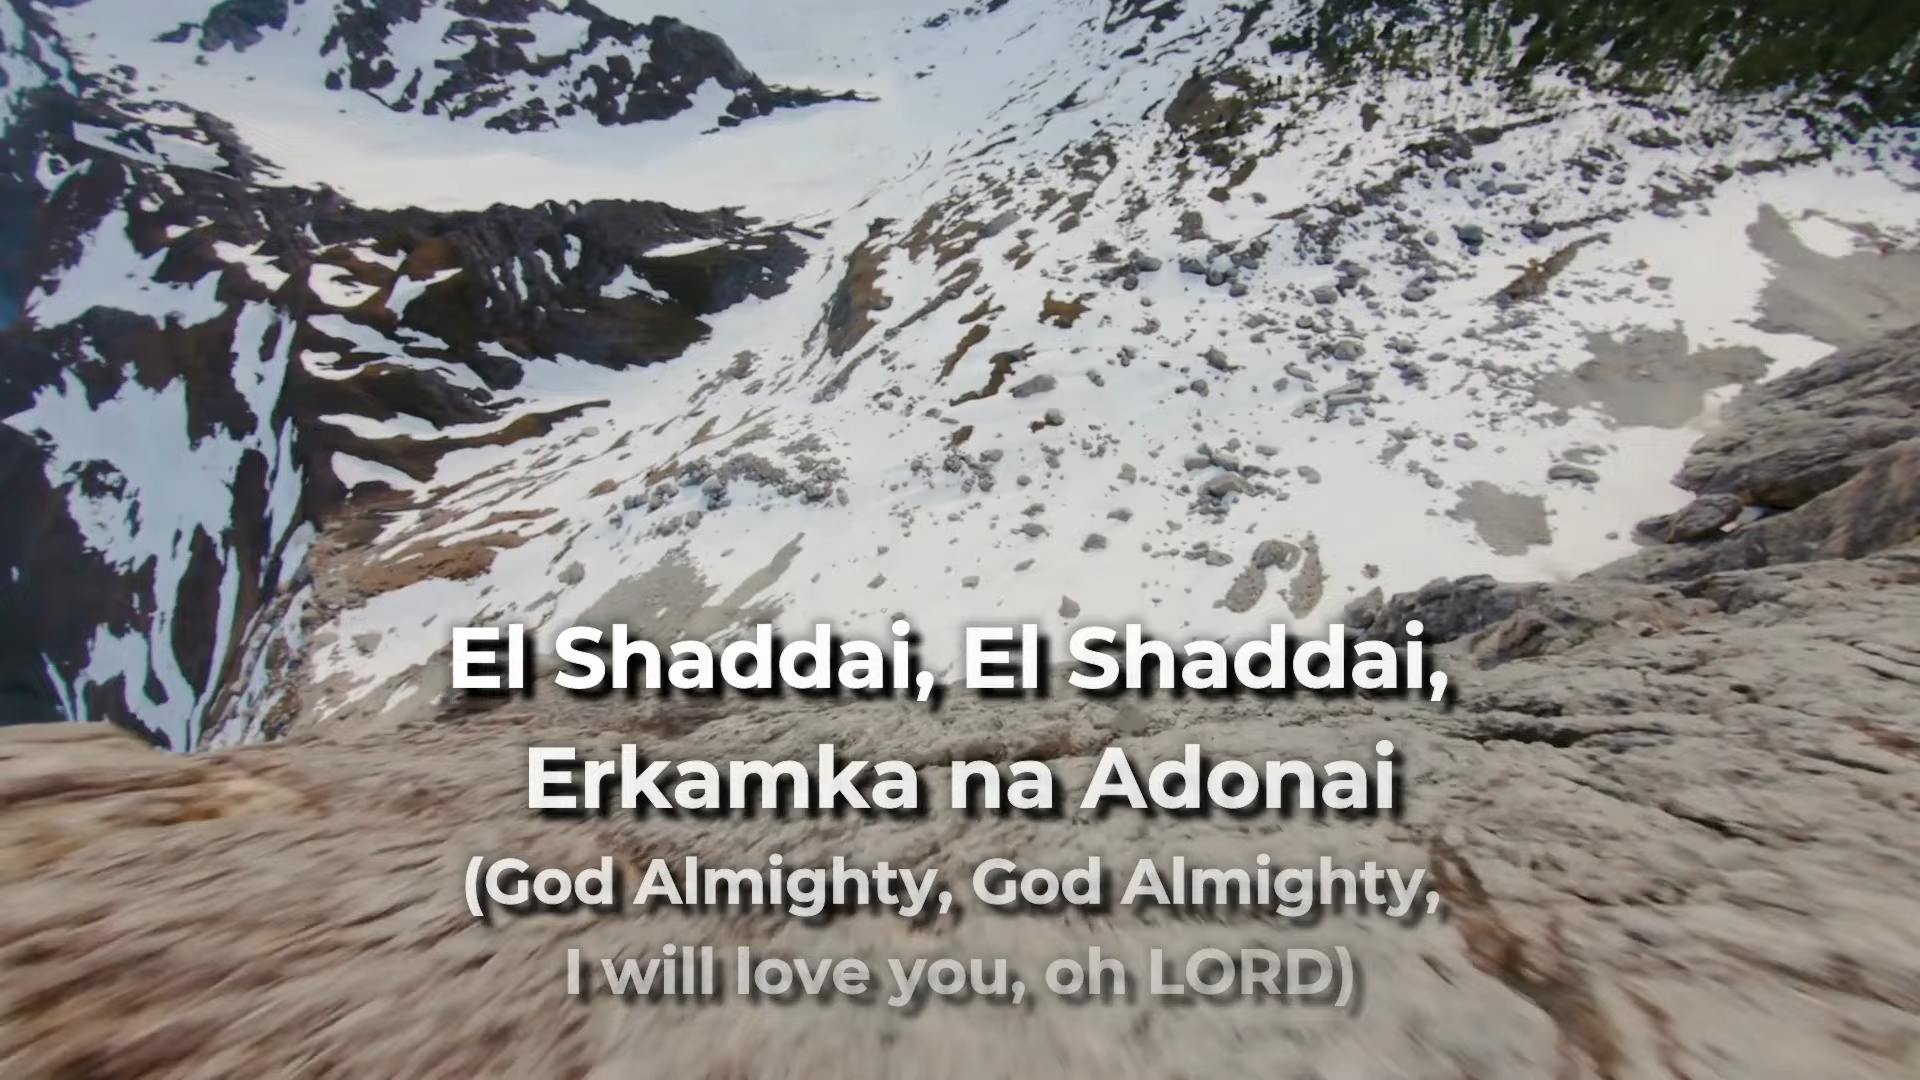 El Shaddai, El Shaddai,
Erkamka na Adonai
(God Almighty, God Almighty,
I will love you, oh LORD)